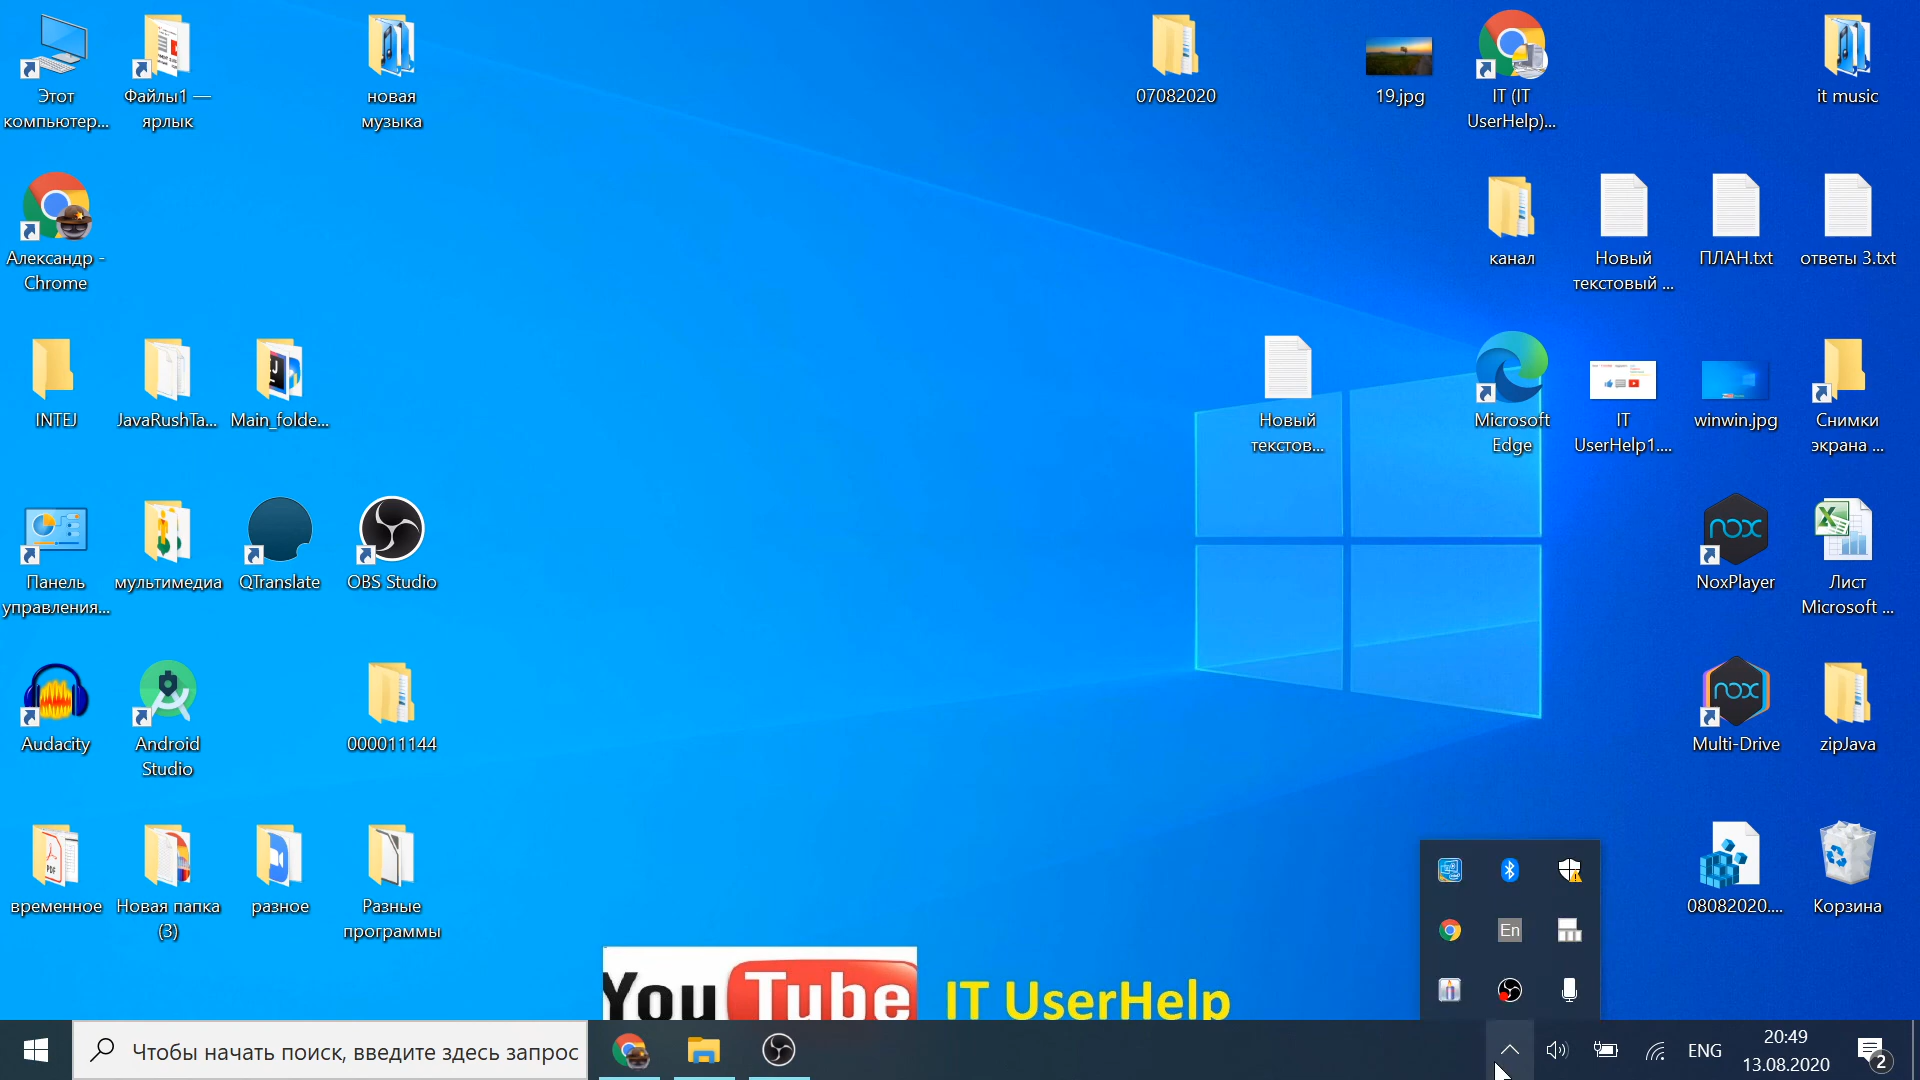 Этот
компьютер...
Файлы1 —
ярлык
новая
музыка
07082020
19.jpg
IT (IT
UserHelp)...
it music
Александр -
Chrome
канал
Новый
текстовый ...
ПЛАН.txt
ответы 3.txt
INTEJ
JavaRushTa...
Main_folde...
Новый
текстов...
Microsoft
Edge
IT
UserHelp1....
winwin.jpg
Снимки
экрана ...
Панель
управления...
мультимедиа
QTranslate
OBS Studio
nox
NoxPlayer
Лист
Microsoft ...
Audacity
Android
Studio
000011144
nox
Multi-Drive
zipJava
временное
Новая папка
(3)
разное
Разные
программы
08082020....
Корзина
En
YouTube
IT UserHelp
Чтобы начать поиск, введите здесь запрос
ENG
20:49
13.08.2020
2